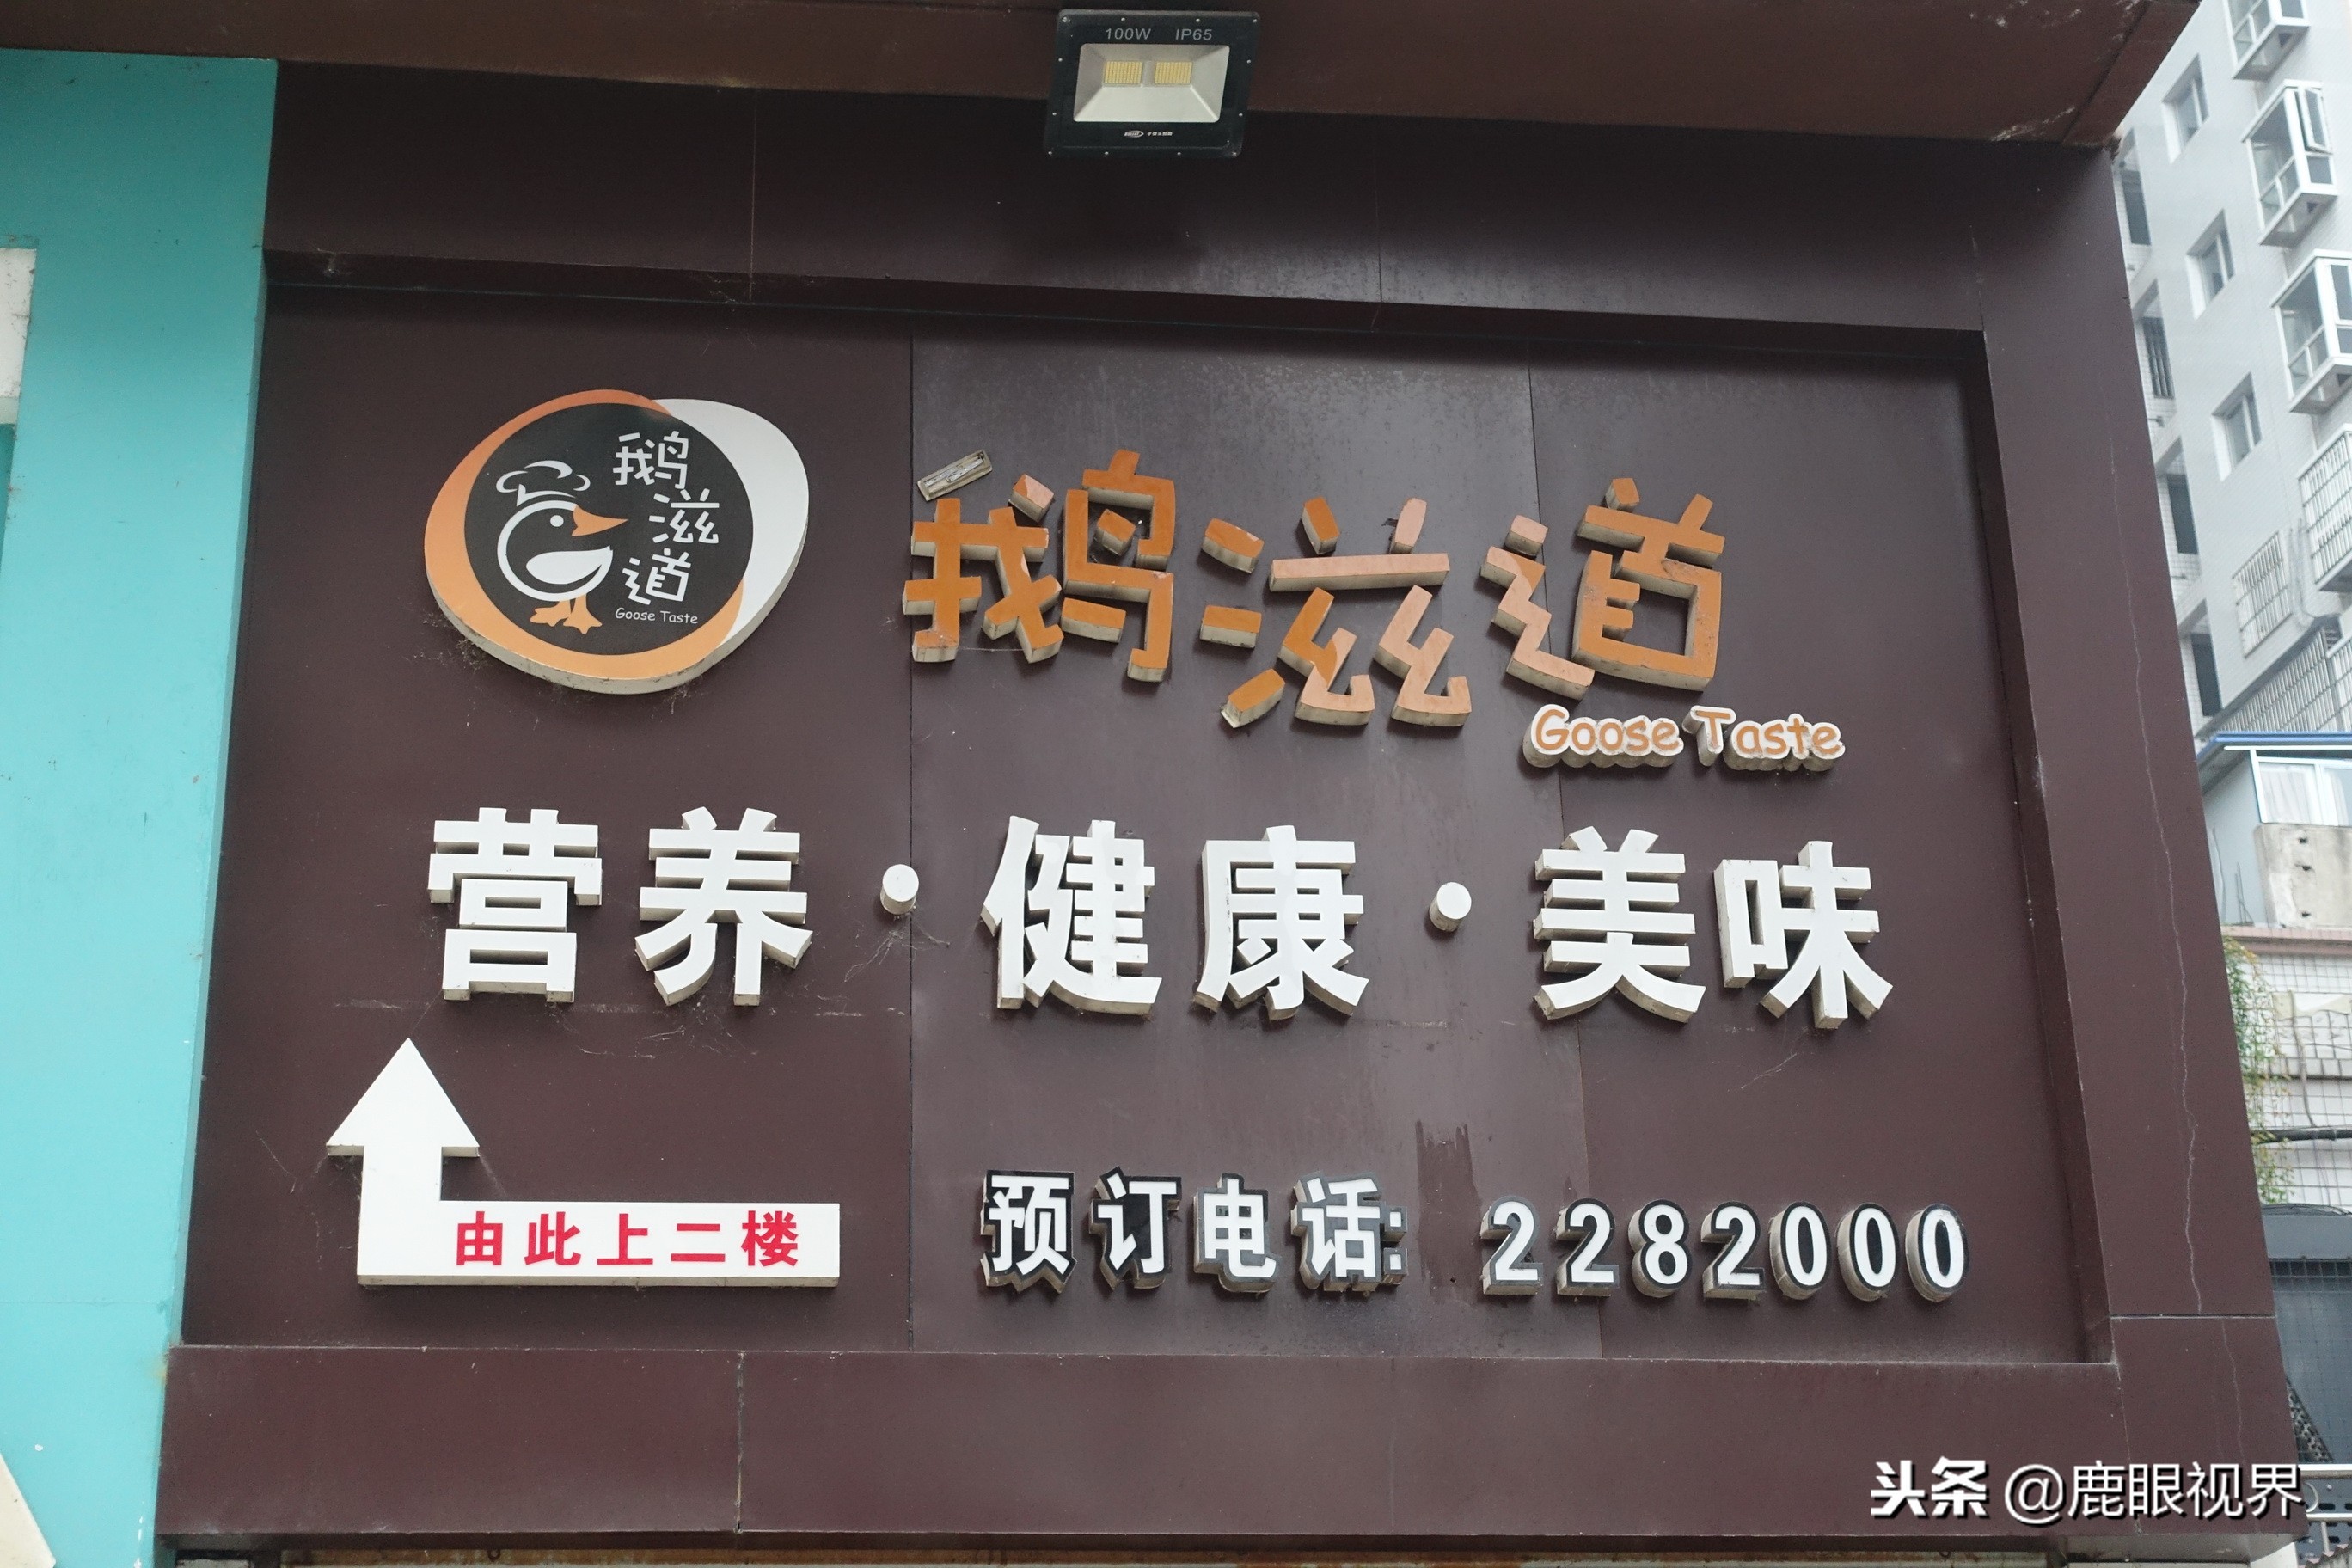 100W IP65
鹅
滋
道
Goose Taste
鹅滋道
Goose Taste
营养·健康·美味
由此上二楼
预订电话: 2282000
头条 @鹿眼视界